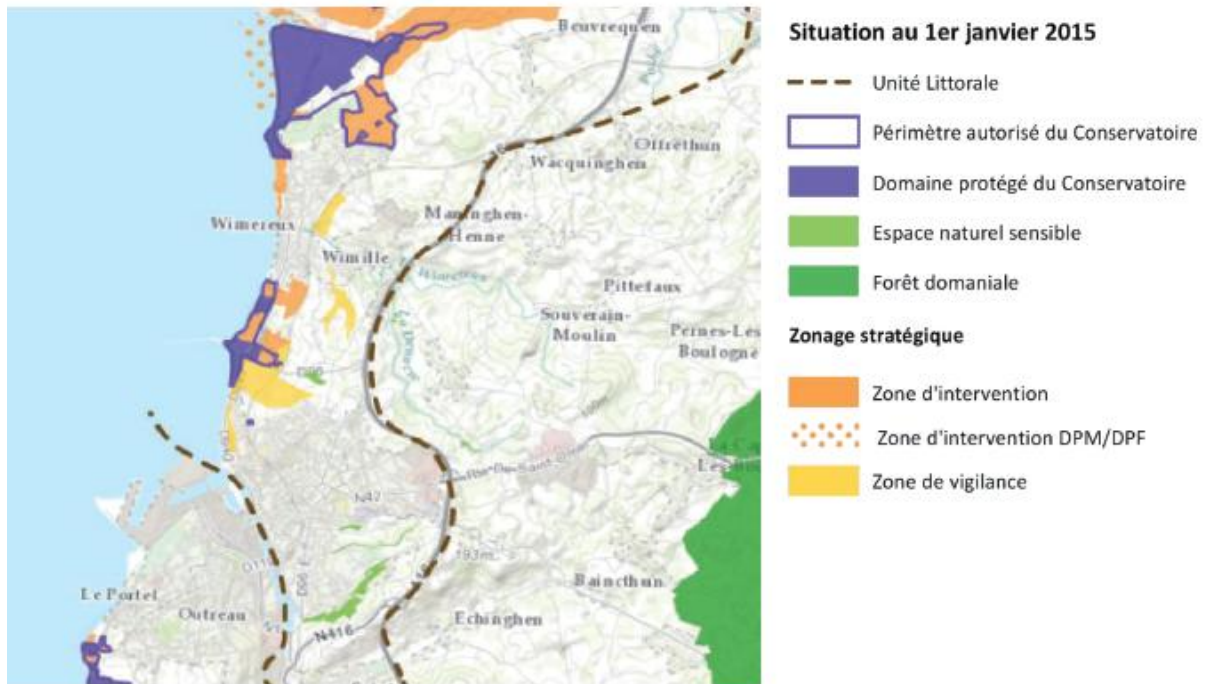 Beuvrequen
Offrethun
Wacquinghen
Maninghen-
Henne
Wimereux
Wimille
Pittefaux
Souverain-
Moulin
Pernes-Les
Boulogne
D96
N42
193m
D940
Baincthun
Le Portel
Outreau
Echinghen
N416
Situation au 1er janvier 2015
Unité Littorale
Périmètre autorisé du Conservatoire
Domaine protégé du Conservatoire
Espace naturel sensible
Forêt domaniale
Zonage stratégique
Zone d'intervention
Zone d'intervention DPM/DPF
Zone de vigilance